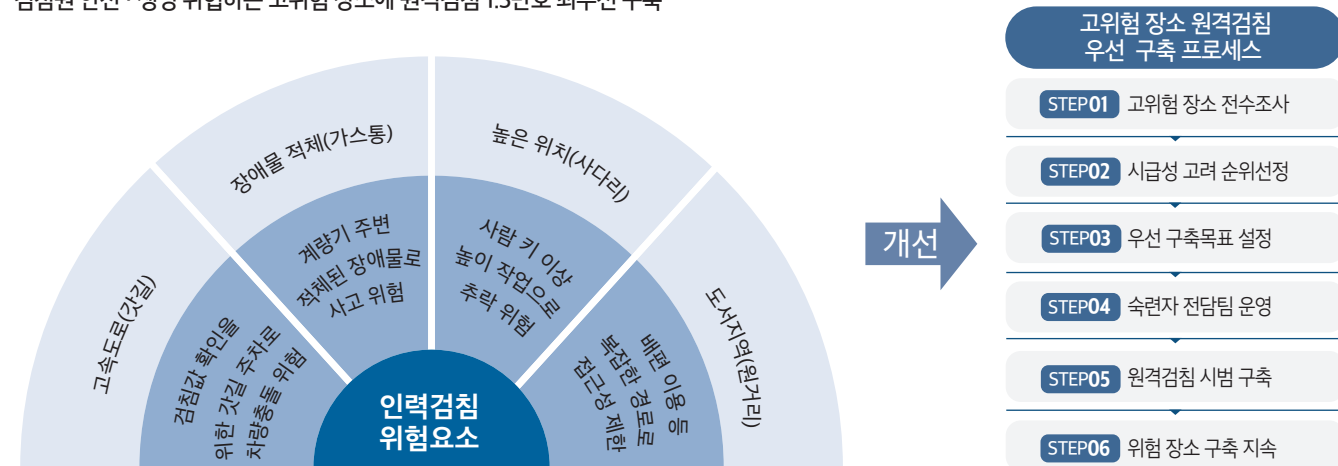 고속도로(갓길)
장애물 적체(가스통)
높은 위치(사다리)
도서지역(원거리)
검침값 확인을
위한 갓길 주차로
차량충돌 위험
계량기 주변
적체된 장애물로
사고 위험
사람 키 이상
높이 작업으로
추락 위험
배편 이용 등
복잡한 경로로
접근성 제한
인력검침
위험요소
개선
고위험 장소 원격검침
우선 구축 프로세스
STEP01 고위험 장소 전수조사
STEP02 시급성 고려 순위선정
STEP03 우선 구축목표 설정
STEP04 숙련자 전담팀 운영
STEP05 원격검침 시범 구축
STEP06 위험 장소 구축 지속